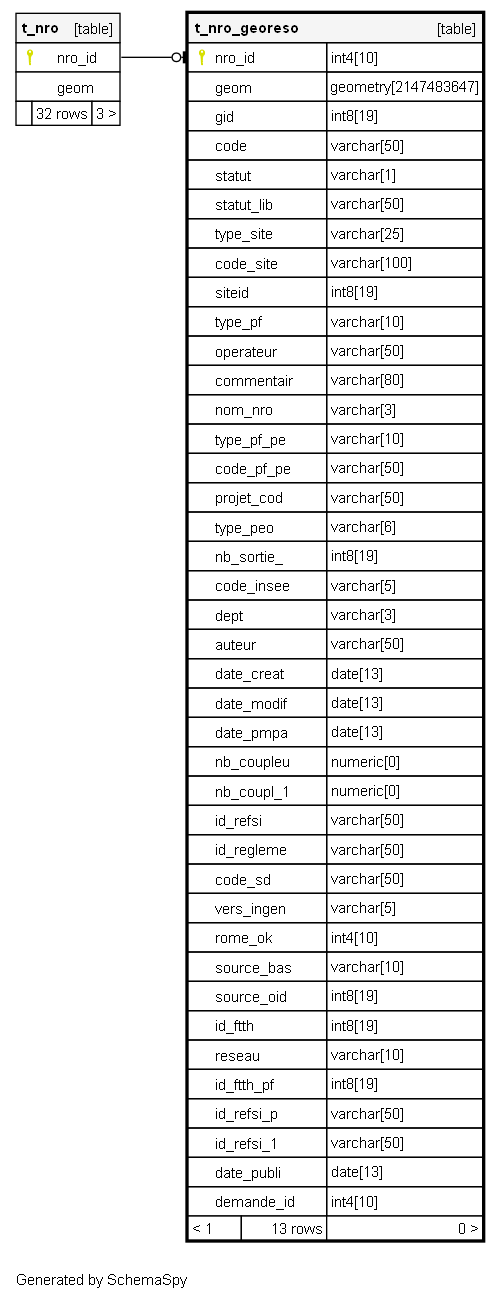 t_nro [table]
nro_id
geom
32 rows 3 >
t_nro_georeso [table]
nro_id int4[10]
geom geometry[2147483647]
gid int8[19]
code varchar[50]
statut varchar[1]
statut_lib varchar[50]
type_site varchar[25]
code_site varchar[100]
siteid int8[19]
type_pf varchar[10]
operateur varchar[50]
commentair varchar[80]
nom_nro varchar[3]
type_pf_pe varchar[10]
code_pf_pe varchar[50]
projet_cod varchar[50]
type_peo varchar[6]
nb_sortie_ int8[19]
code_insee varchar[5]
dept varchar[3]
auteur varchar[50]
date_creat date[13]
date_modif date[13]
date_pmpa date[13]
nb_coupleu numeric[0]
nb_coupl_1 numeric[0]
id_refsi varchar[50]
id_regleme varchar[50]
code_sd varchar[50]
vers_ingen varchar[5]
rome_ok int4[10]
source_bas varchar[10]
source_oid int8[19]
id_ftth int8[19]
reseau varchar[10]
id_ftth_pf int8[19]
id_refsi_p varchar[50]
id_refsi_1 varchar[50]
date_publi date[13]
demande_id int4[10]
< 1 13 rows 0 >
Generated by SchemaSpy